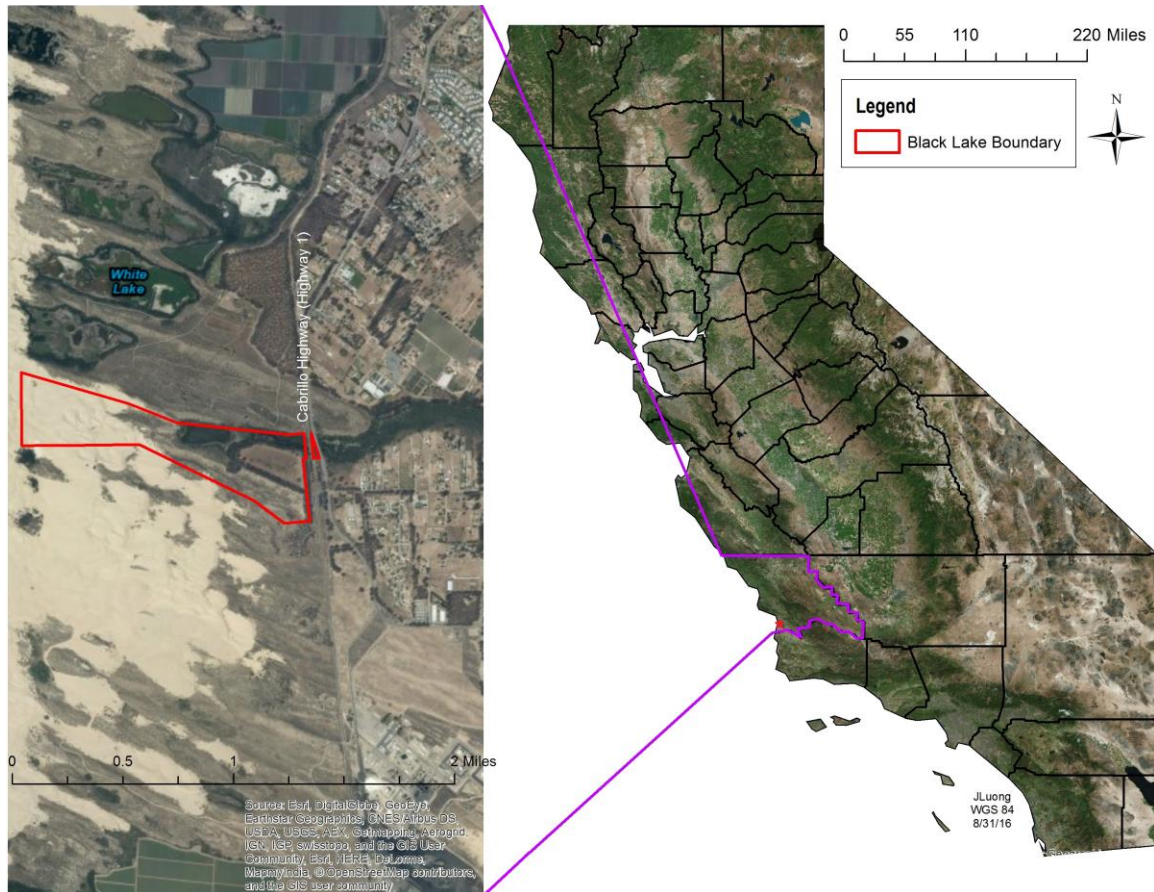 White
Lake
Cabrillo Highway (Highway 1)
0 0.5 1 2 Miles
Source: Esri, DigitalGlobe, GeoEye,
Earthstar Geographics, CNES/Airbus DS,
USDA, USGS, AEX, Getmapping, Aerogrid,
IGN, IGP, swisstopo, and the GIS User
Community, Esri, HERE, DeLorme,
MapmyIndia, © OpenStreetMap contributors,
and the GIS user community
0 55 110 220 Miles
Legend
Black Lake Boundary
N
JLuong
WGS 84
8/31/16